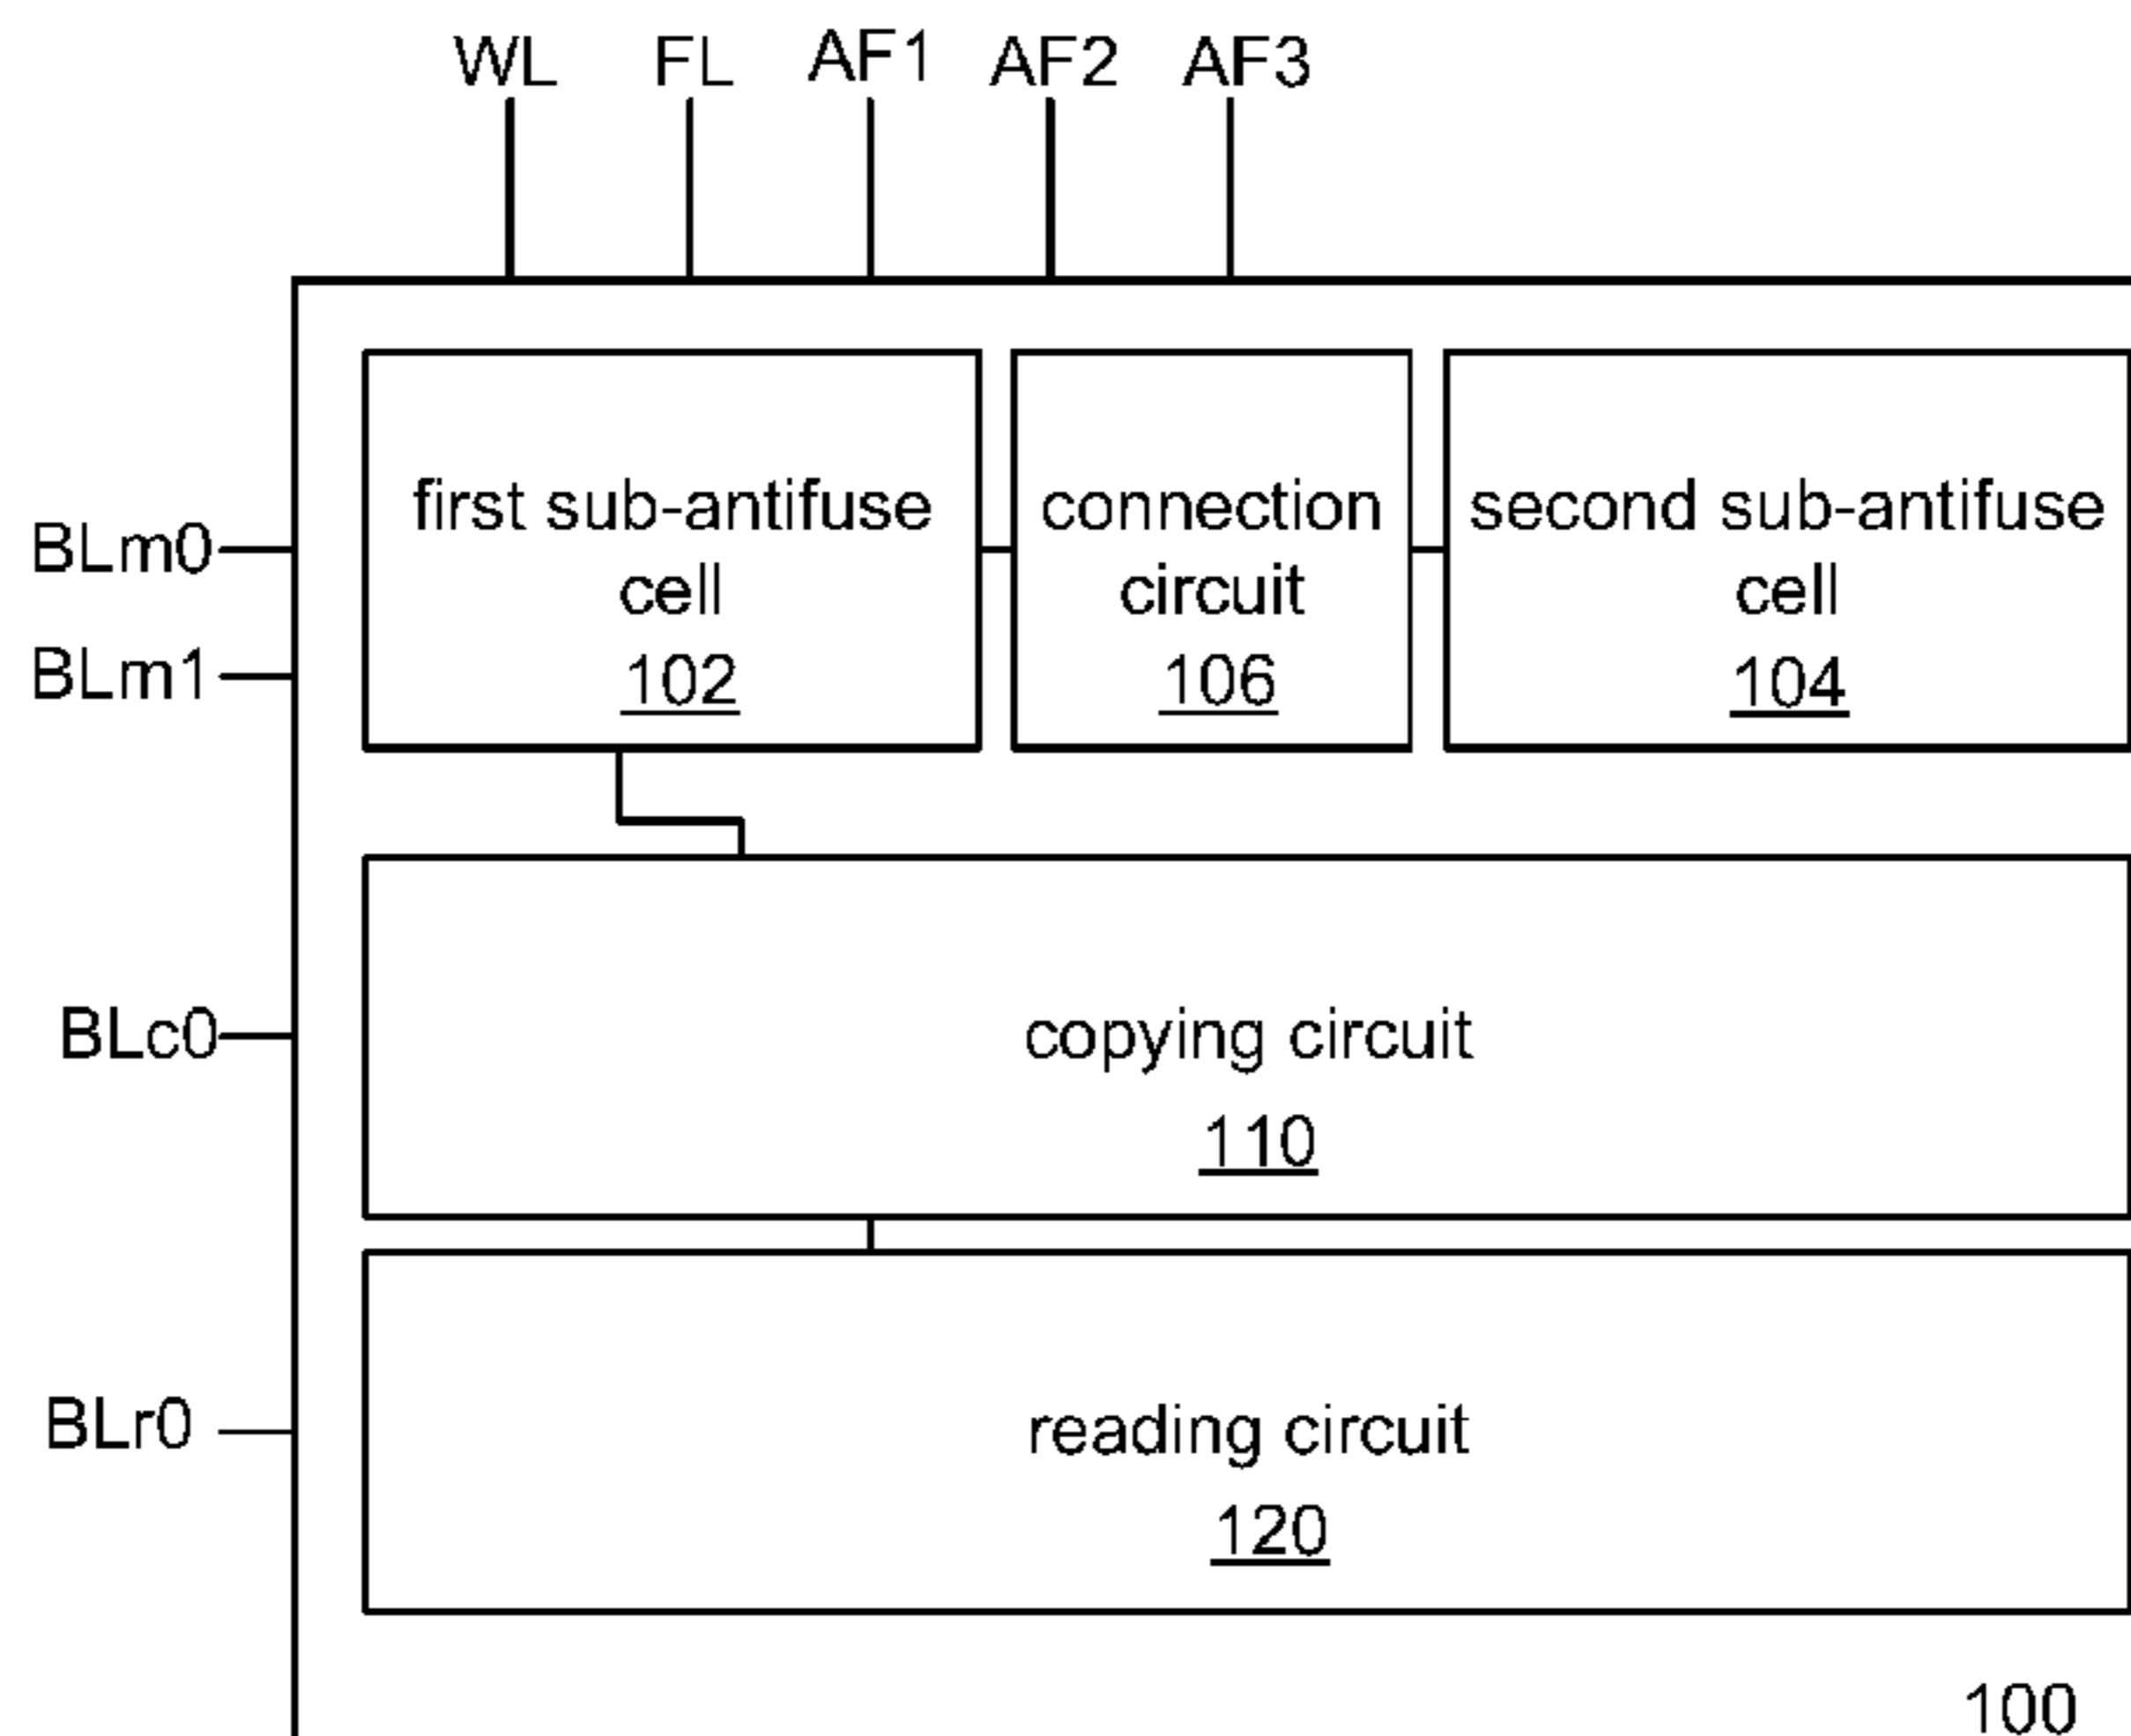 WL FL AF1 AF2 AF3
first sub-antifuse
cell
102
connection
circuit
106
second sub-antifuse
cell
104
BLm0
BLm1
BLc0
copying circuit
110
BLr0
reading circuit
120
100